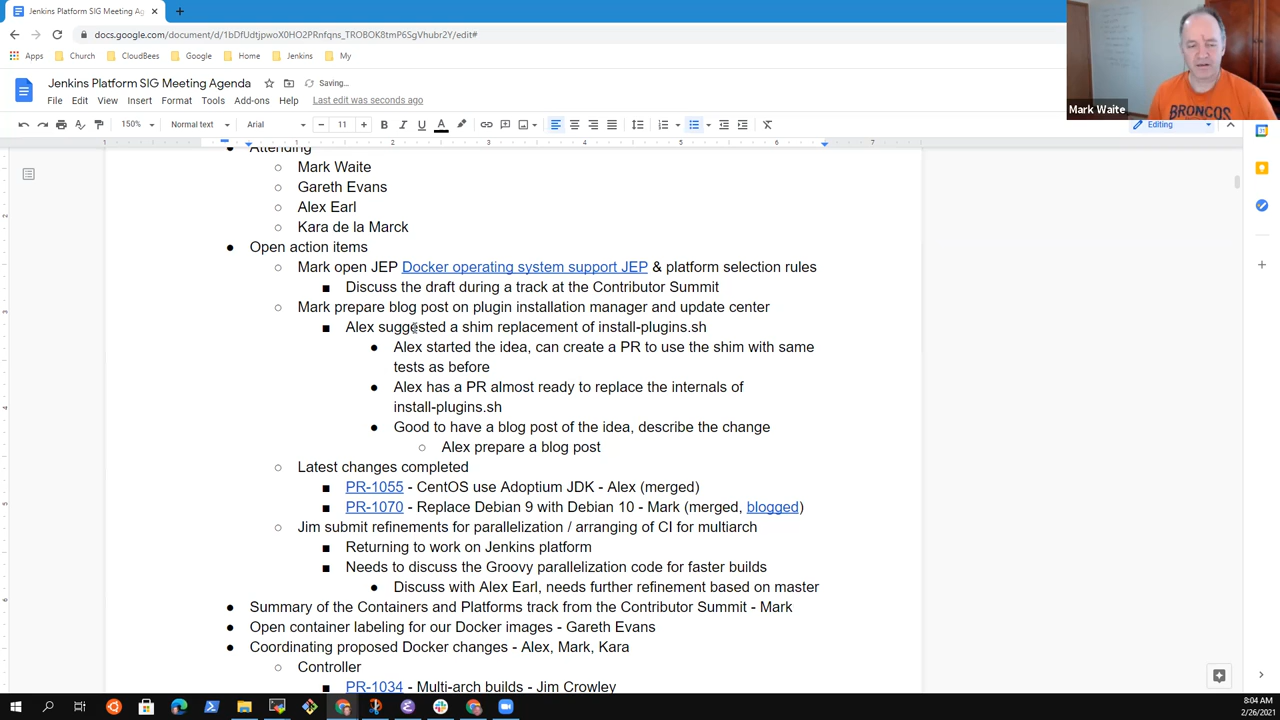 Jenkins Platform SIG Meeting Ag
docs.google.com/document/d/1bDfUdtjpwoX0HO2PRnfqns_TROBOK8tmP6SgVhubr2Y/edit#
Apps Church CloudBees Google Home Jenkins My
Jenkins Platform SIG Meeting Agenda Saving...
File Edit View Insert Format Tools Add-ons Help Last edit was seconds ago
150% Normal text Arial 11 Editing
Mark Waite
BRONCOS
1 1 2 3 4 5 6 7
Attending
Mark Waite
Gareth Evans
Alex Earl
Kara de la Marck
Open action items
Mark open JEP Docker operating system support JEP & platform selection rules
Discuss the draft during a track at the Contributor Summit
Mark prepare blog post on plugin installation manager and update center
Alex suggested a shim replacement of install-plugins.sh
Alex started the idea, can create a PR to use the shim with same
tests as before
Alex has a PR almost ready to replace the internals of
install-plugins.sh
Good to have a blog post of the idea, describe the change
Alex prepare a blog post
Latest changes completed
PR-1055 - CentOS use Adoptium JDK - Alex (merged)
PR-1070 - Replace Debian 9 with Debian 10 - Mark (merged, blogged)
Jim submit refinements for parallelization / arranging of CI for multiarch
Returning to work on Jenkins platform
Needs to discuss the Groovy parallelization code for faster builds
Discuss with Alex Earl, needs further refinement based on master
Summary of the Containers and Platforms track from the Contributor Summit - Mark
Open container labeling for our Docker images - Gareth Evans
Coordinating proposed Docker changes - Alex, Mark, Kara
Controller
PR-1034 - Multi-arch builds - Jim Crowley
8:04 AM
2/26/2021